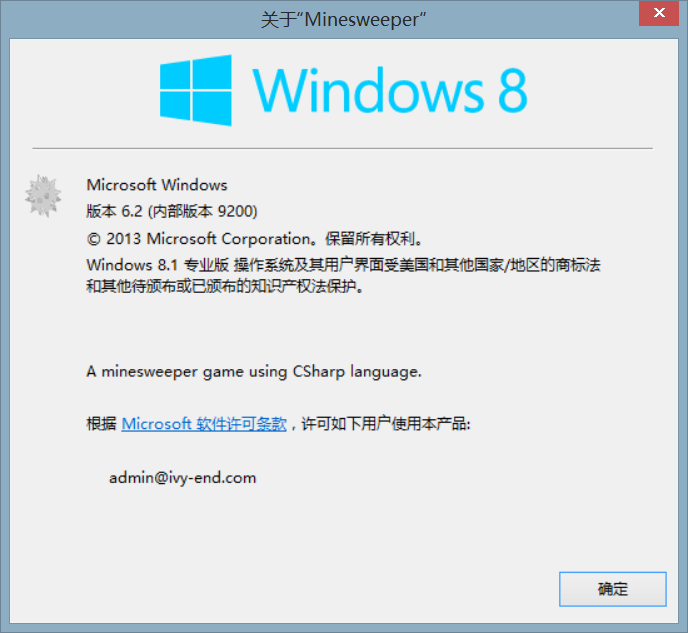 关于“Minesweeper”
Windows 8
Microsoft Windows
版本 6.2 (内部版本 9200)
© 2013 Microsoft Corporation。保留所有权利。
Windows 8.1 专业版 操作系统及其用户界面受美国和其他国家/地区的商标法
和其他待颁布或已颁布的知识产权法保护。
A minesweeper game using CSharp language.
根据 Microsoft 软件许可条款，许可如下用户使用本产品:
admin@ivy-end.com
确定